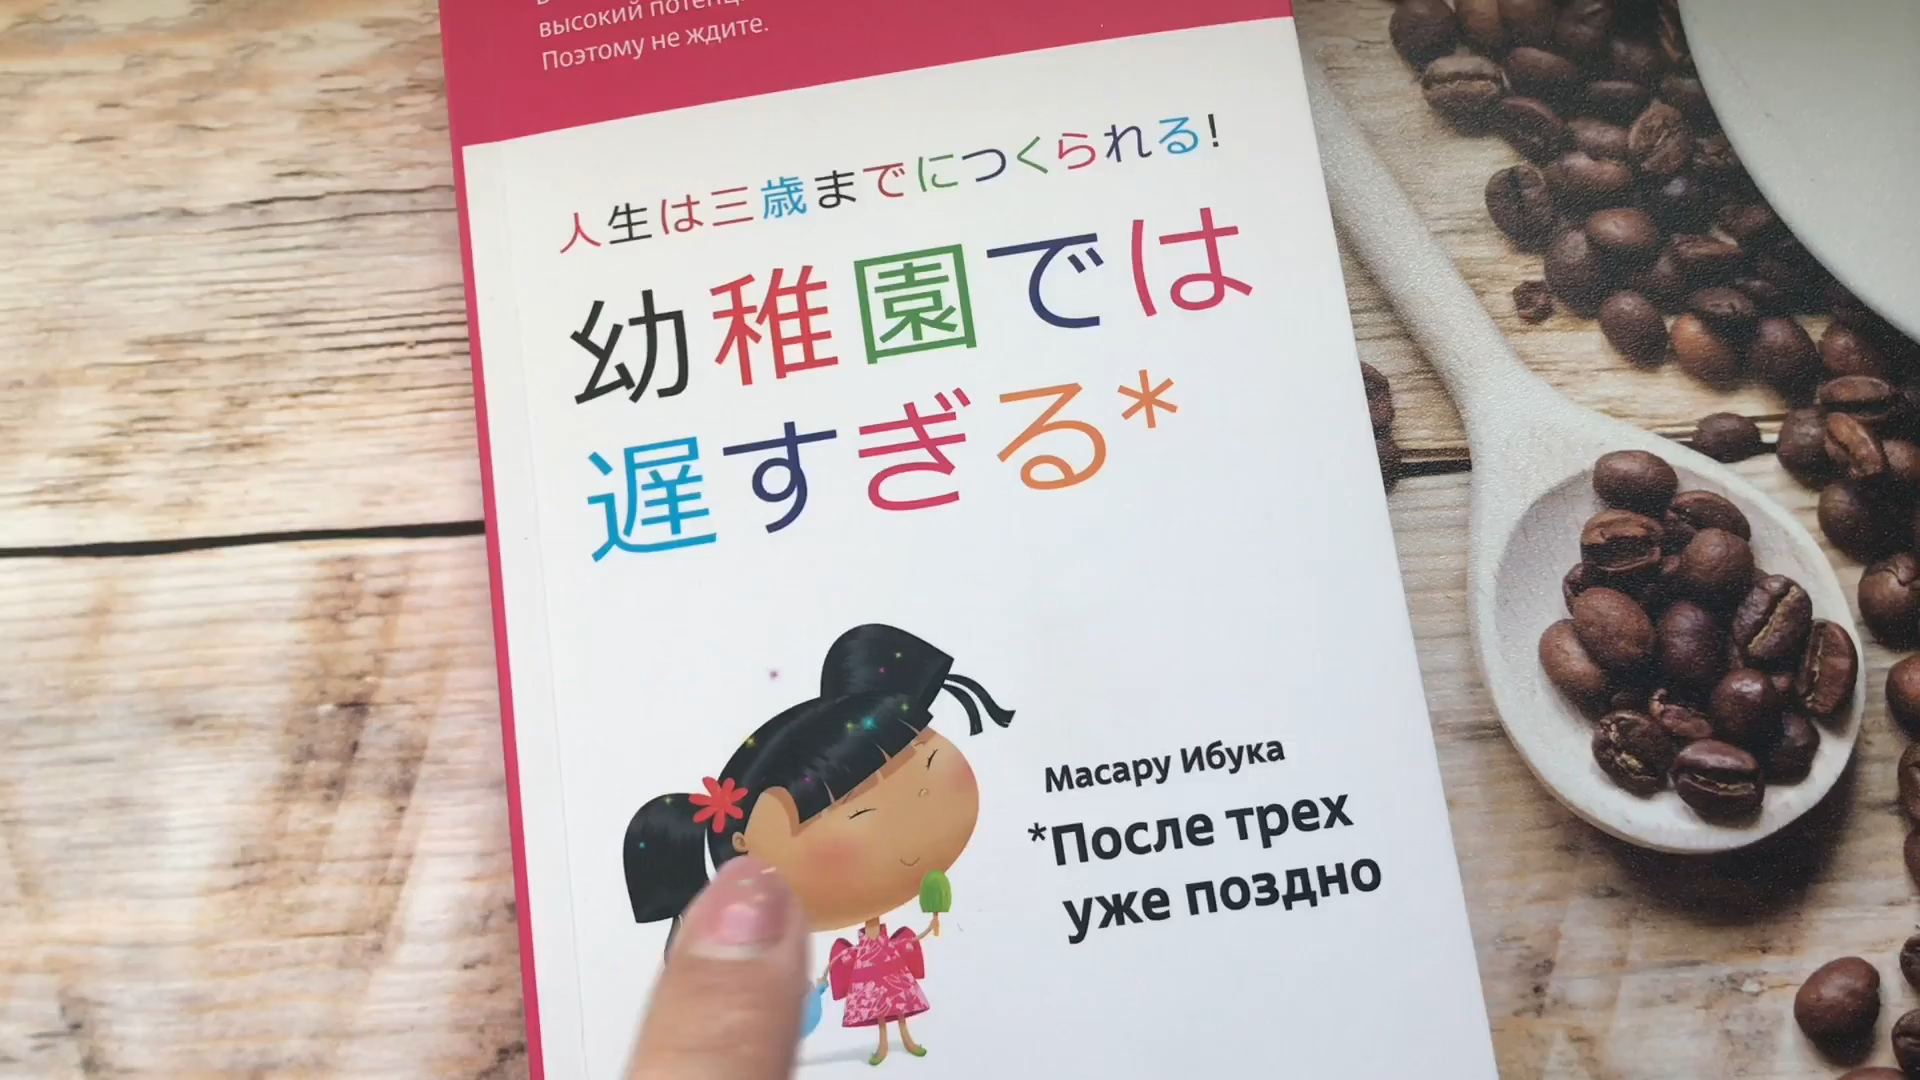 высокий
Поэтому не ждите.
人生は三歳までにつくられる!
幼稚園では
遅すぎる*
Масару Ибука
*После трех
уже поздно